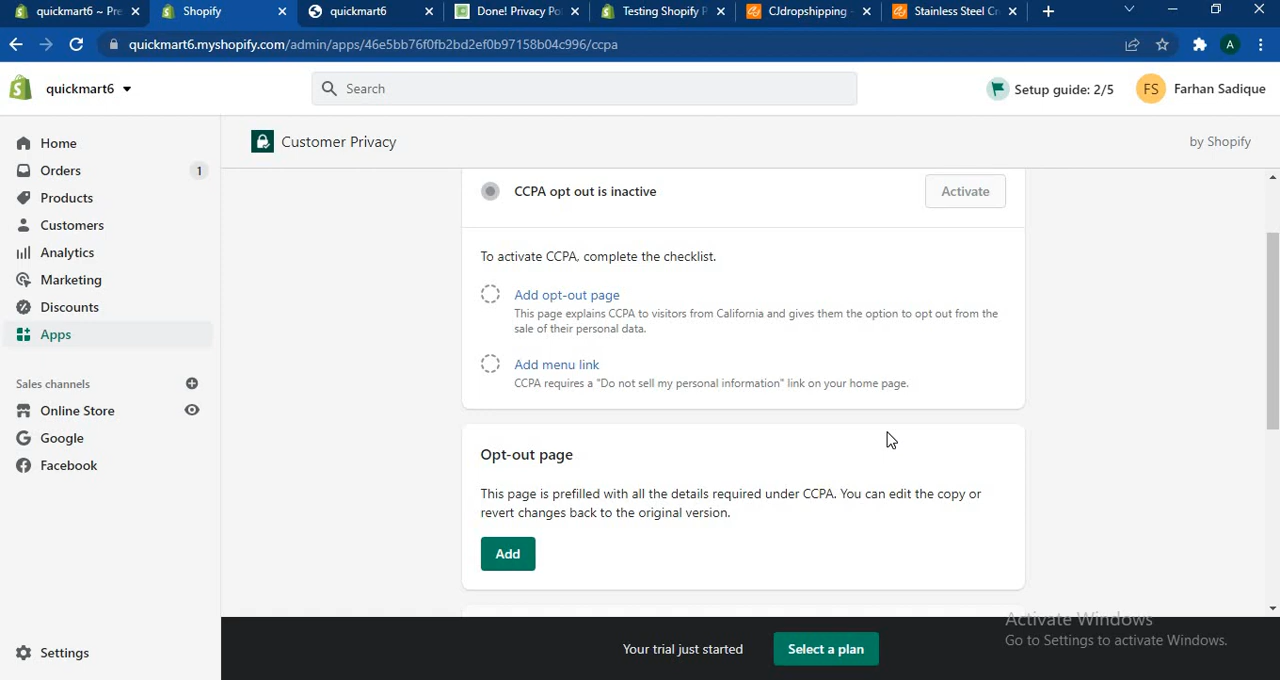 quickmart6 ~ Pre
Shopify
quickmart6
Done! Privacy Po
Testing Shopify P
CJdropshipping -
Stainless Steel Cr
quickmart6.myshopify.com/admin/apps/46e5bb76f0fb2bd2ef0b97158b04c996/ccpa
A
quickmart6
Search
Setup guide: 2/5
FS
Farhan Sadique
Home
Orders
1
Products
Customers
Analytics
Marketing
Discounts
Apps
Sales channels
Online Store
Google
Facebook
Settings
Customer Privacy
by Shopify
CCPA opt out is inactive
Activate
To activate CCPA, complete the checklist.
Add opt-out page
This page explains CCPA to visitors from California and gives them the option to opt out from the
sale of their personal data.
Add menu link
CCPA requires a "Do not sell my personal information" link on your home page.
Opt-out page
This page is prefilled with all the details required under CCPA. You can edit the copy or
revert changes back to the original version.
Add
Your trial just started
Select a plan
Activate Windows
Go to Settings to activate Windows.